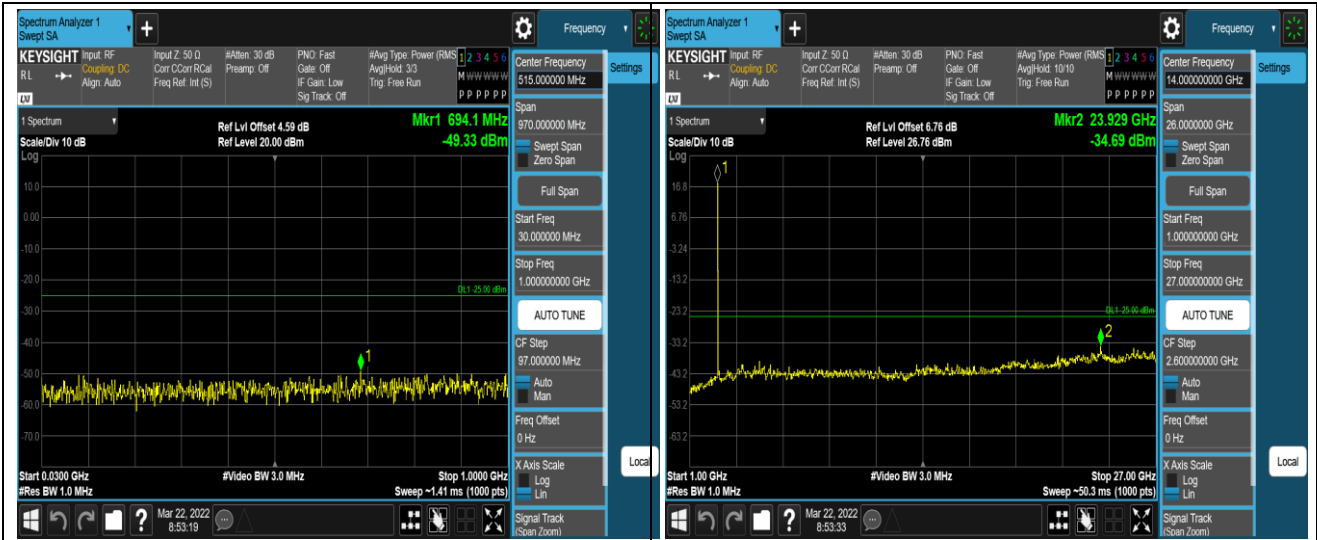 Spectrum Analyzer 1
Swept SA
Frequency
KEYSIGHT
Input: RF
Coupling: DC
Align: Auto
Input Z: 50 Ω
Corr CCorr RCal
Freq Ref: Int (S)
#Atten: 30 dB
Preamp: Off
PNO: Fast
Gate: Off
IF Gain: Low
Sig Track: Off
#Avg Type: Power (RMS
Avg|Hold: 3/3
Trig: Free Run
1 2 3 4 5 6
M W W W W W
P P P P P P
R L
LXI
Center Frequency
515.000000 MHz
Settings
1 Spectrum
Scale/Div 10 dB
Log
Ref Lvl Offset 4.59 dB
Ref Level 20.00 dBm
Mkr1 694.1 MHz
-49.33 dBm
Span
970.000000 MHz
Swept Span
Zero Span
Full Span
Start Freq
30.000000 MHz
Stop Freq
1.000000000 GHz
AUTO TUNE
CF Step
97.000000 MHz
Auto
Man
Freq Offset
0 Hz
X Axis Scale
Log
Lin
Local
Signal Track
(Span Zoom)
10.0
0.00
-10.0
-20.0
DL1 -25.00 dBm
-30.0
-40.0
1
-50.0
-60.0
-70.0
Start 0.0300 GHz
#Res BW 1.0 MHz
#Video BW 3.0 MHz
Stop 1.0000 GHz
Sweep ~1.41 ms (1000 pts)
?
Mar 22, 2022
8:53:19
Spectrum Analyzer 1
Swept SA
Frequency
KEYSIGHT
Input: RF
Coupling: DC
Align: Auto
Input Z: 50 Ω
Corr CCorr RCal
Freq Ref: Int (S)
#Atten: 30 dB
Preamp: Off
PNO: Fast
Gate: Off
IF Gain: Low
Sig Track: Off
#Avg Type: Power (RMS
Avg|Hold: 10/10
Trig: Free Run
1 2 3 4 5 6
M W W W W W
P P P P P P
R L
LXI
Center Frequency
14.000000000 GHz
Settings
1 Spectrum
Scale/Div 10 dB
Log
Ref Lvl Offset 6.76 dB
Ref Level 26.76 dBm
Mkr2 23.929 GHz
-34.69 dBm
Span
26.0000000 GHz
Swept Span
Zero Span
Full Span
Start Freq
1.000000000 GHz
Stop Freq
27.000000000 GHz
AUTO TUNE
CF Step
2.600000000 GHz
Auto
Man
Freq Offset
0 Hz
X Axis Scale
Log
Lin
Local
Signal Track
(Span Zoom)
1
16.8
6.76
-3.24
-13.2
-23.2
DL1 -25.00 dBm
2
-33.2
-43.2
-53.2
-63.2
Start 1.00 GHz
#Res BW 1.0 MHz
#Video BW 3.0 MHz
Stop 27.00 GHz
Sweep ~50.3 ms (1000 pts)
?
Mar 22, 2022
8:53:33